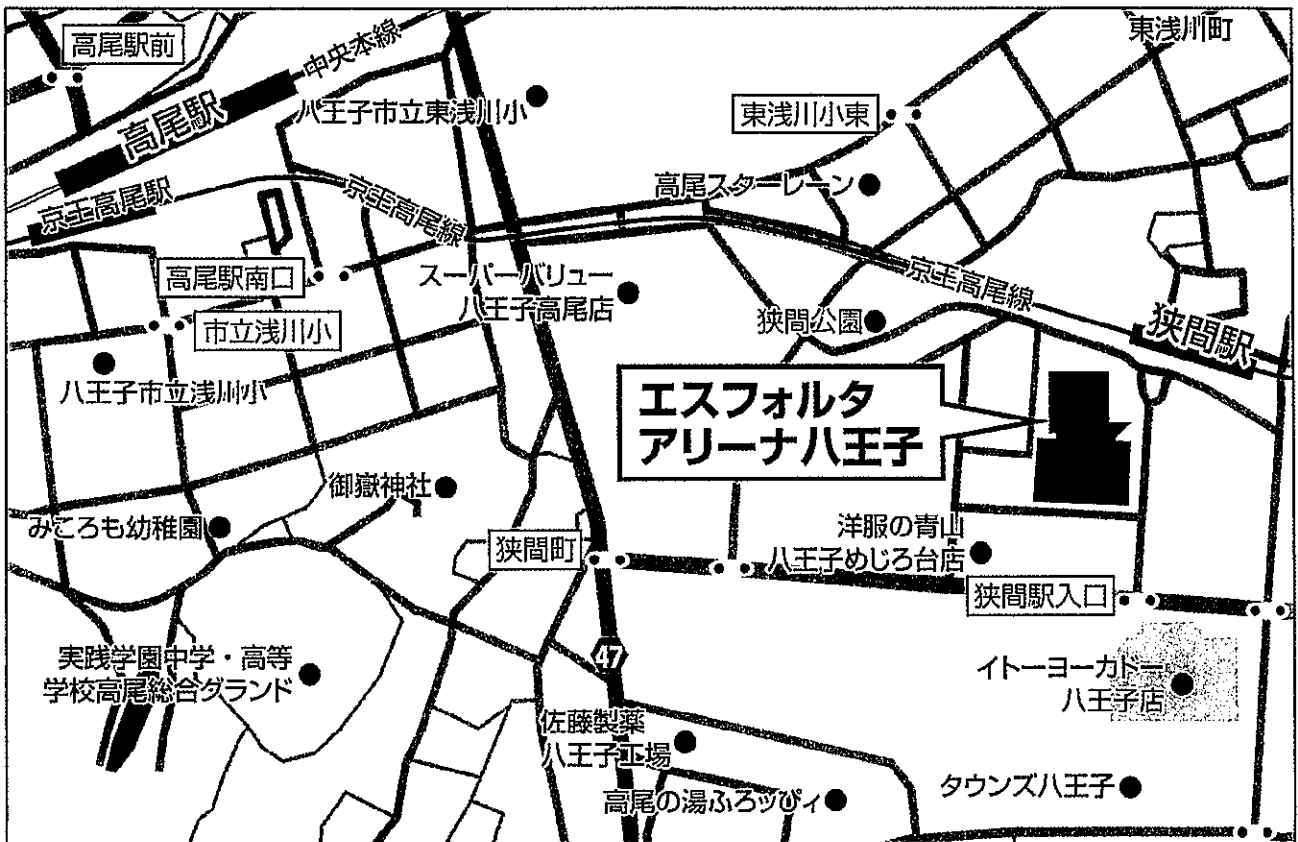 高尾駅前
中央本線
東浅川町
高尾駅
八王子市立東浅川小
東浅川小東
京王高尾駅
京王高尾線
高尾スターレーン
高尾駅南口
スーパーバリュー
八王子高尾店
京王高尾線
市立浅川小
狭間公園
狭間駅
八王子市立浅川小
エスフォルタ
アリーナ八王子
御嶽神社
みころも幼稚園
狭間町
洋服の青山
八王子めじろ台店
狭間駅入口
47
実践学園中学・高等
学校高尾総合グランド
イトーヨーカドー
八王子店
佐藤製薬
八王子工場
高尾の湯ふろッぴィ
タウンズ八王子